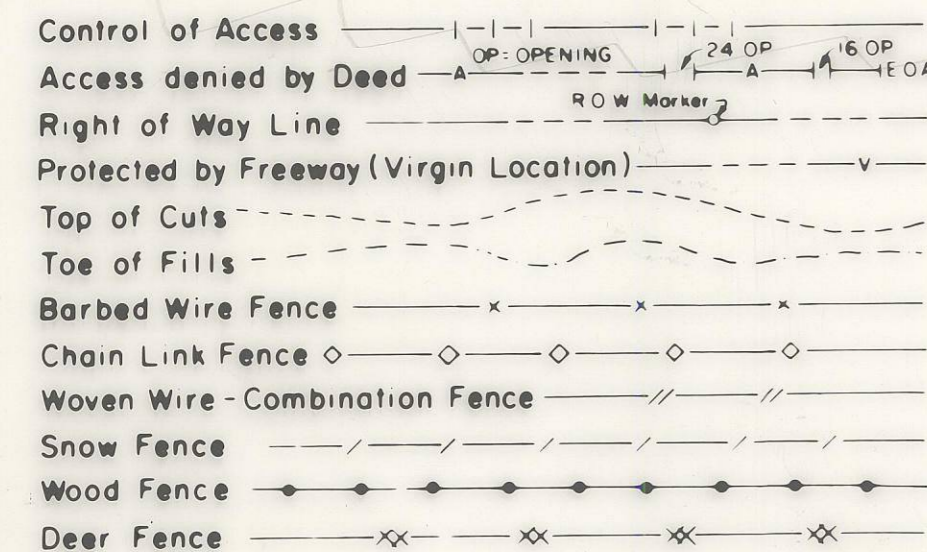 Control of Access
OP=OPENING 24 OP 16 OP
Access denied by Deed A A EOA
ROW Marker
Right of Way Line
Protected by Freeway (Virgin Location) V
Top of Cuts
Toe of Fills
Barbed Wire Fence
Chain Link Fence
Woven Wire-Combination Fence
Snow Fence
Wood Fence
Deer Fence